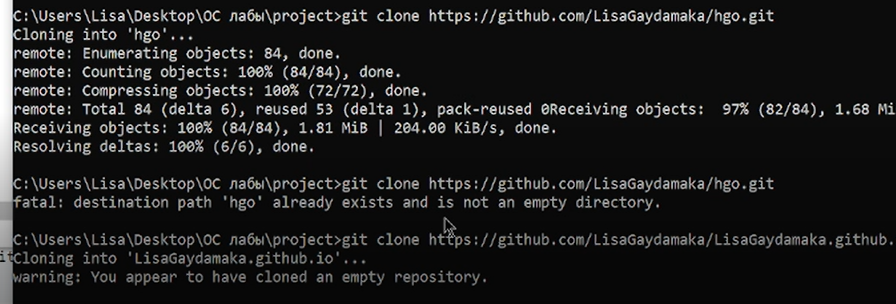 C:\Users\Lisa\Desktop\ОС лабы\project>git clone https://github.com/LisaGaydamaka/hgo.git
Cloning into 'hgo'...
remote: Enumerating objects: 84, done.
remote: Counting objects: 100% (84/84), done.
remote: Compressing objects: 100% (72/72), done.
remote: Total 84 (delta 6), reused 53 (delta 1), pack-reused 0Receiving objects:  97% (82/84), 1.68 Mi
Receiving objects: 100% (84/84), 1.81 MiB | 204.00 KiB/s, done.
Resolving deltas: 100% (6/6), done.
C:\Users\Lisa\Desktop\ОС лабы\project>git clone https://github.com/LisaGaydamaka/hgo.git
fatal: destination path 'hgo' already exists and is not an empty directory.
C:\Users\Lisa\Desktop\ОС лабы\project>git clone https://github.com/LisaGaydamaka/LisaGaydamaka.github.
Cloning into 'LisaGaydamaka.github.io'...
warning: You appear to have cloned an empty repository.